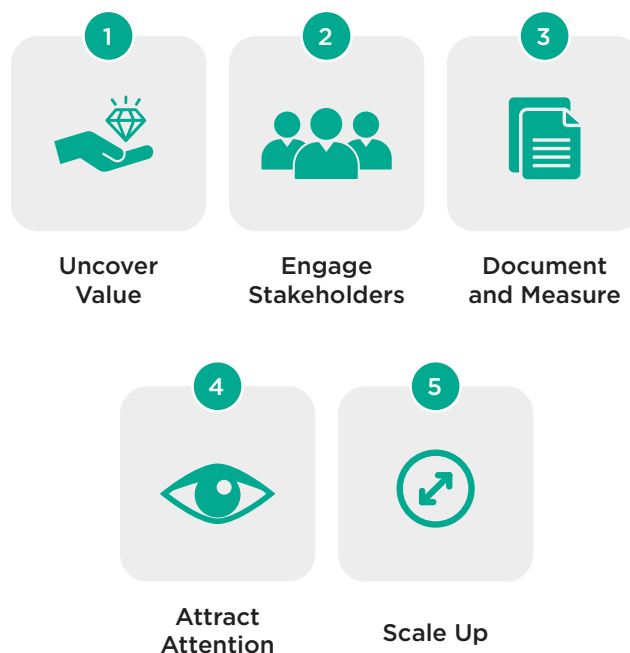 1
2
3
Uncover
Value
Engage
Stakeholders
Document
and Measure
4
5
Attract
Attention
Scale Up